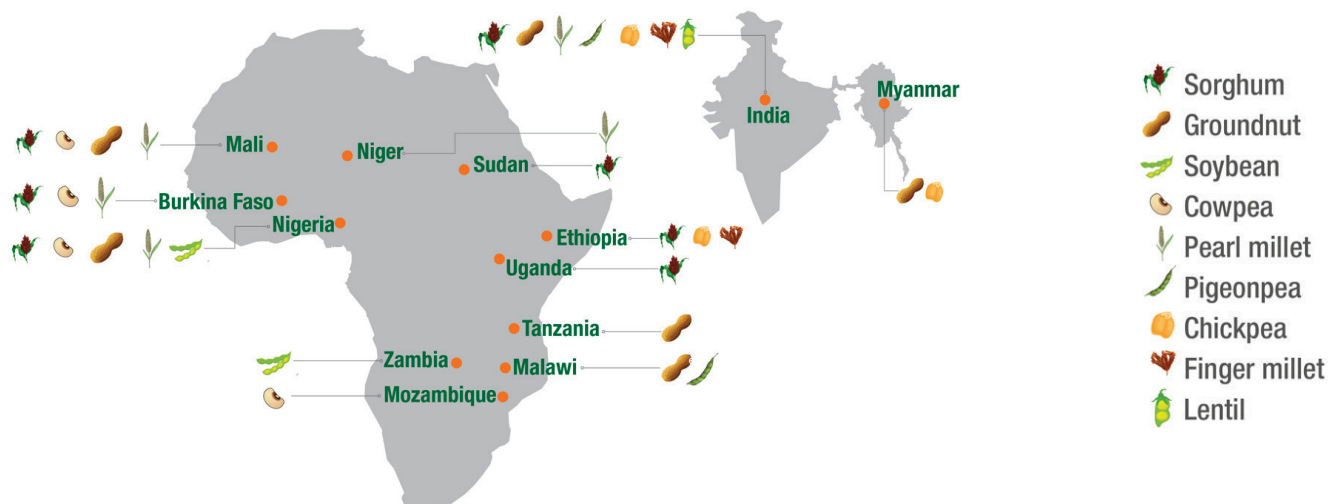 Mali
Niger
Sudan
Burkina Faso
Nigeria
Ethiopia
Uganda
Tanzania
Zambia
Malawi
Mozambique
India
Myanmar
Sorghum
Groundnut
Soybean
Cowpea
Pearl millet
Pigeonpea
Chickpea
Finger millet
Lentil